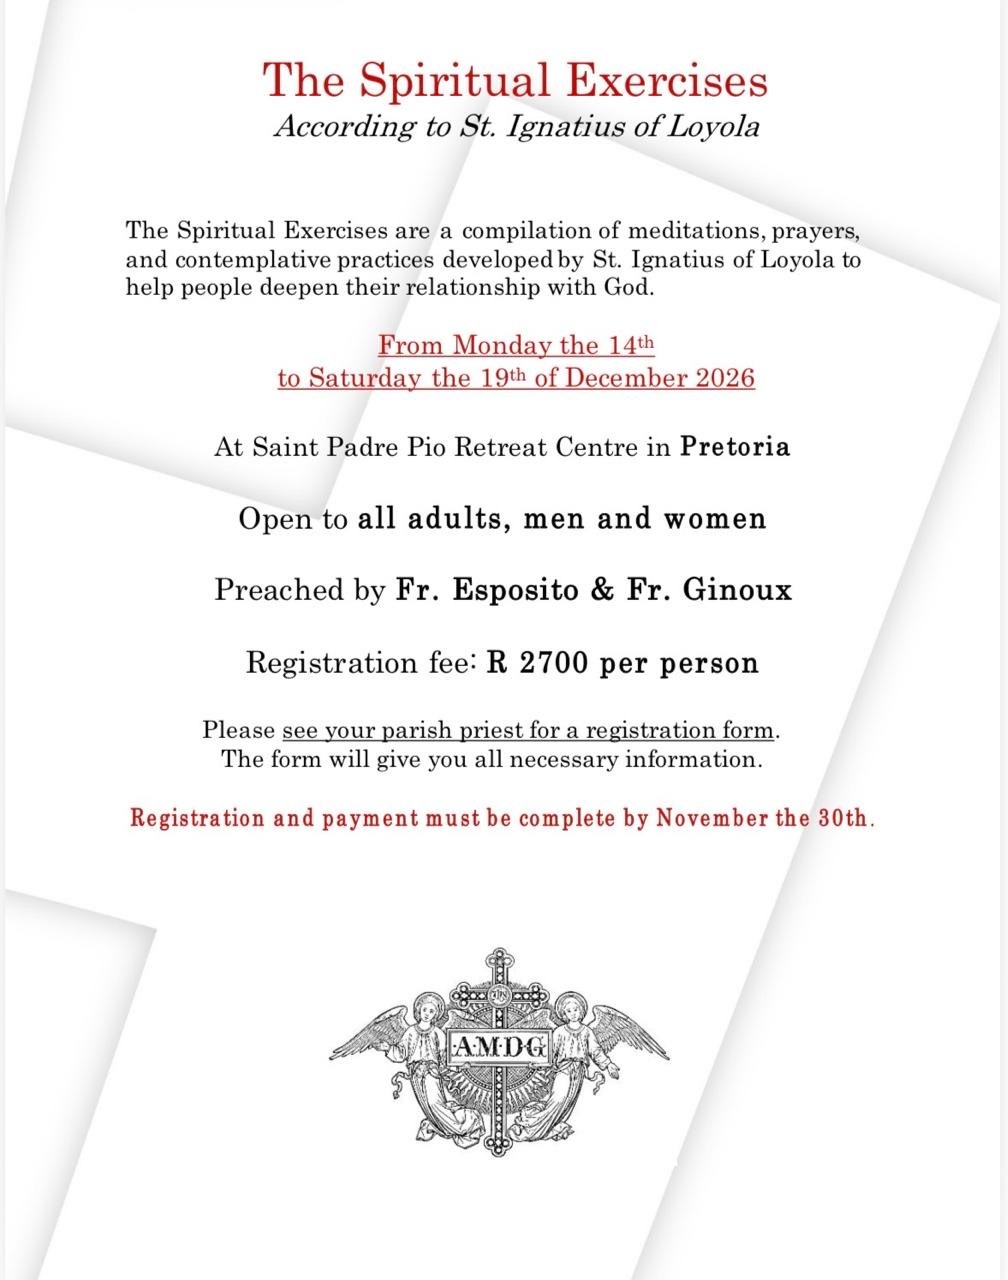 The Spiritual Exercises
According to St. Ignatius of Loyola
The Spiritual Exercises are a compilation of meditations, prayers,
and contemplative practices developed by St. Ignatius of Loyola to
help people deepen their relationship with God.
From Monday the 14th
to Saturday the 19th of December 2026
At Saint Padre Pio Retreat Centre in Pretoria
Open to all adults, men and women
Preached by Fr. Esposito & Fr. Ginoux
Registration fee: R 2700 per person
Please see your parish priest for a registration form.
The form will give you all necessary information.
Registration and payment must be complete by November the 30th.
IHS
·A·M·D·G·